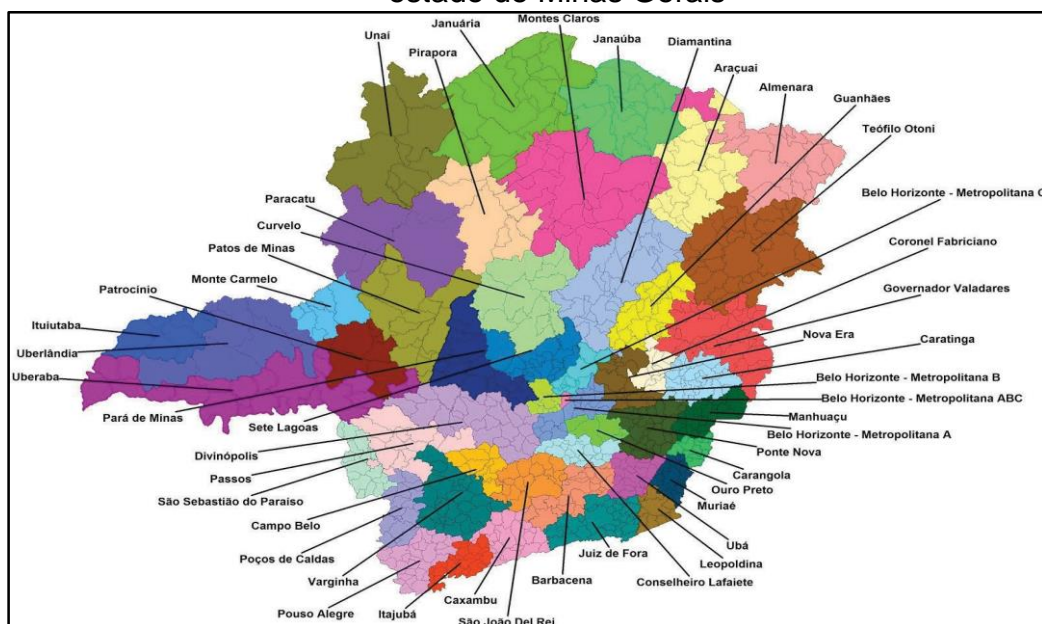 estado de Minas Gerais
Montes Claros
Januária
Unaí
Janaúba
Diamantina
Pirapora
Araçuai
Almenara
Guanhães
Teófilo Otoni
Paracatu
Belo Horizonte - Metropolitana C
Curvelo
Patos de Minas
Coronel Fabriciano
Monte Carmelo
Governador Valadares
Patrocínio
Nova Era
Ituiutaba
Caratinga
Uberlândia
Uberaba
Belo Horizonte - Metropolitana B
Belo Horizonte - Metropolitana ABC
Pará de Minas
Manhuaçu
Sete Lagoas
Belo Horizonte - Metropolitana A
Ponte Nova
Divinópolis
Passos
Carangola
São Sebastião do Paraiso
Ouro Preto
Muriaé
Campo Belo
Ubá
Poços de Caldas
Juiz de Fora
Leopoldina
Varginha
Barbacena
Conselheiro Lafaiete
Caxambu
Pouso Alegre
Itajubá
São João Del Rei